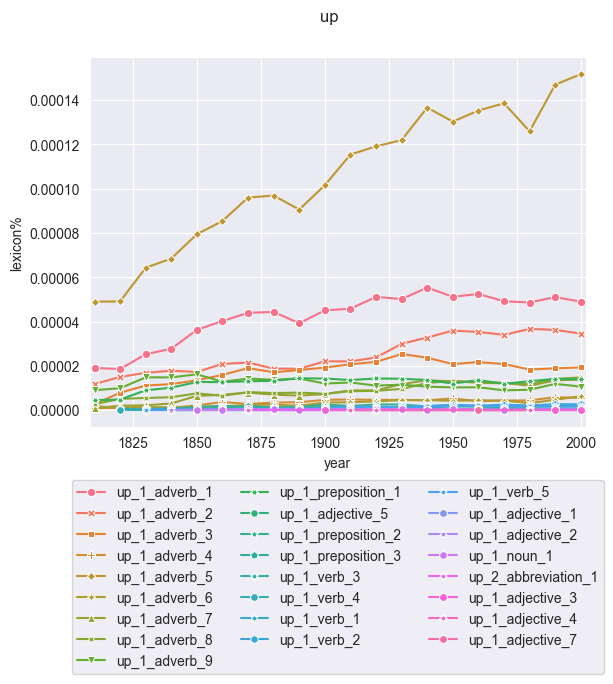 up
0.00014
0.00012
0.00010
0.00008
0.00006
0.00004
0.00002
0.00000
lexicon%
1825 1850 1875 1900 1925 1950 1975 2000
year
up_1_adverb_1 up_1_preposition_1 up_1_verb_5
up_1_adverb_2 up_1_adjective_5 up_1_adjective_1
up_1_adverb_3 up_1_preposition_2 up_1_adjective_2
up_1_adverb_4 up_1_preposition_3 up_1_noun_1
up_1_adverb_5 up_1_verb_3 up_2_abbreviation_1
up_1_adverb_6 up_1_verb_4 up_1_adjective_3
up_1_adverb_7 up_1_verb_1 up_1_adjective_4
up_1_adverb_8 up_1_verb_2 up_1_adjective_7
up_1_adverb_9